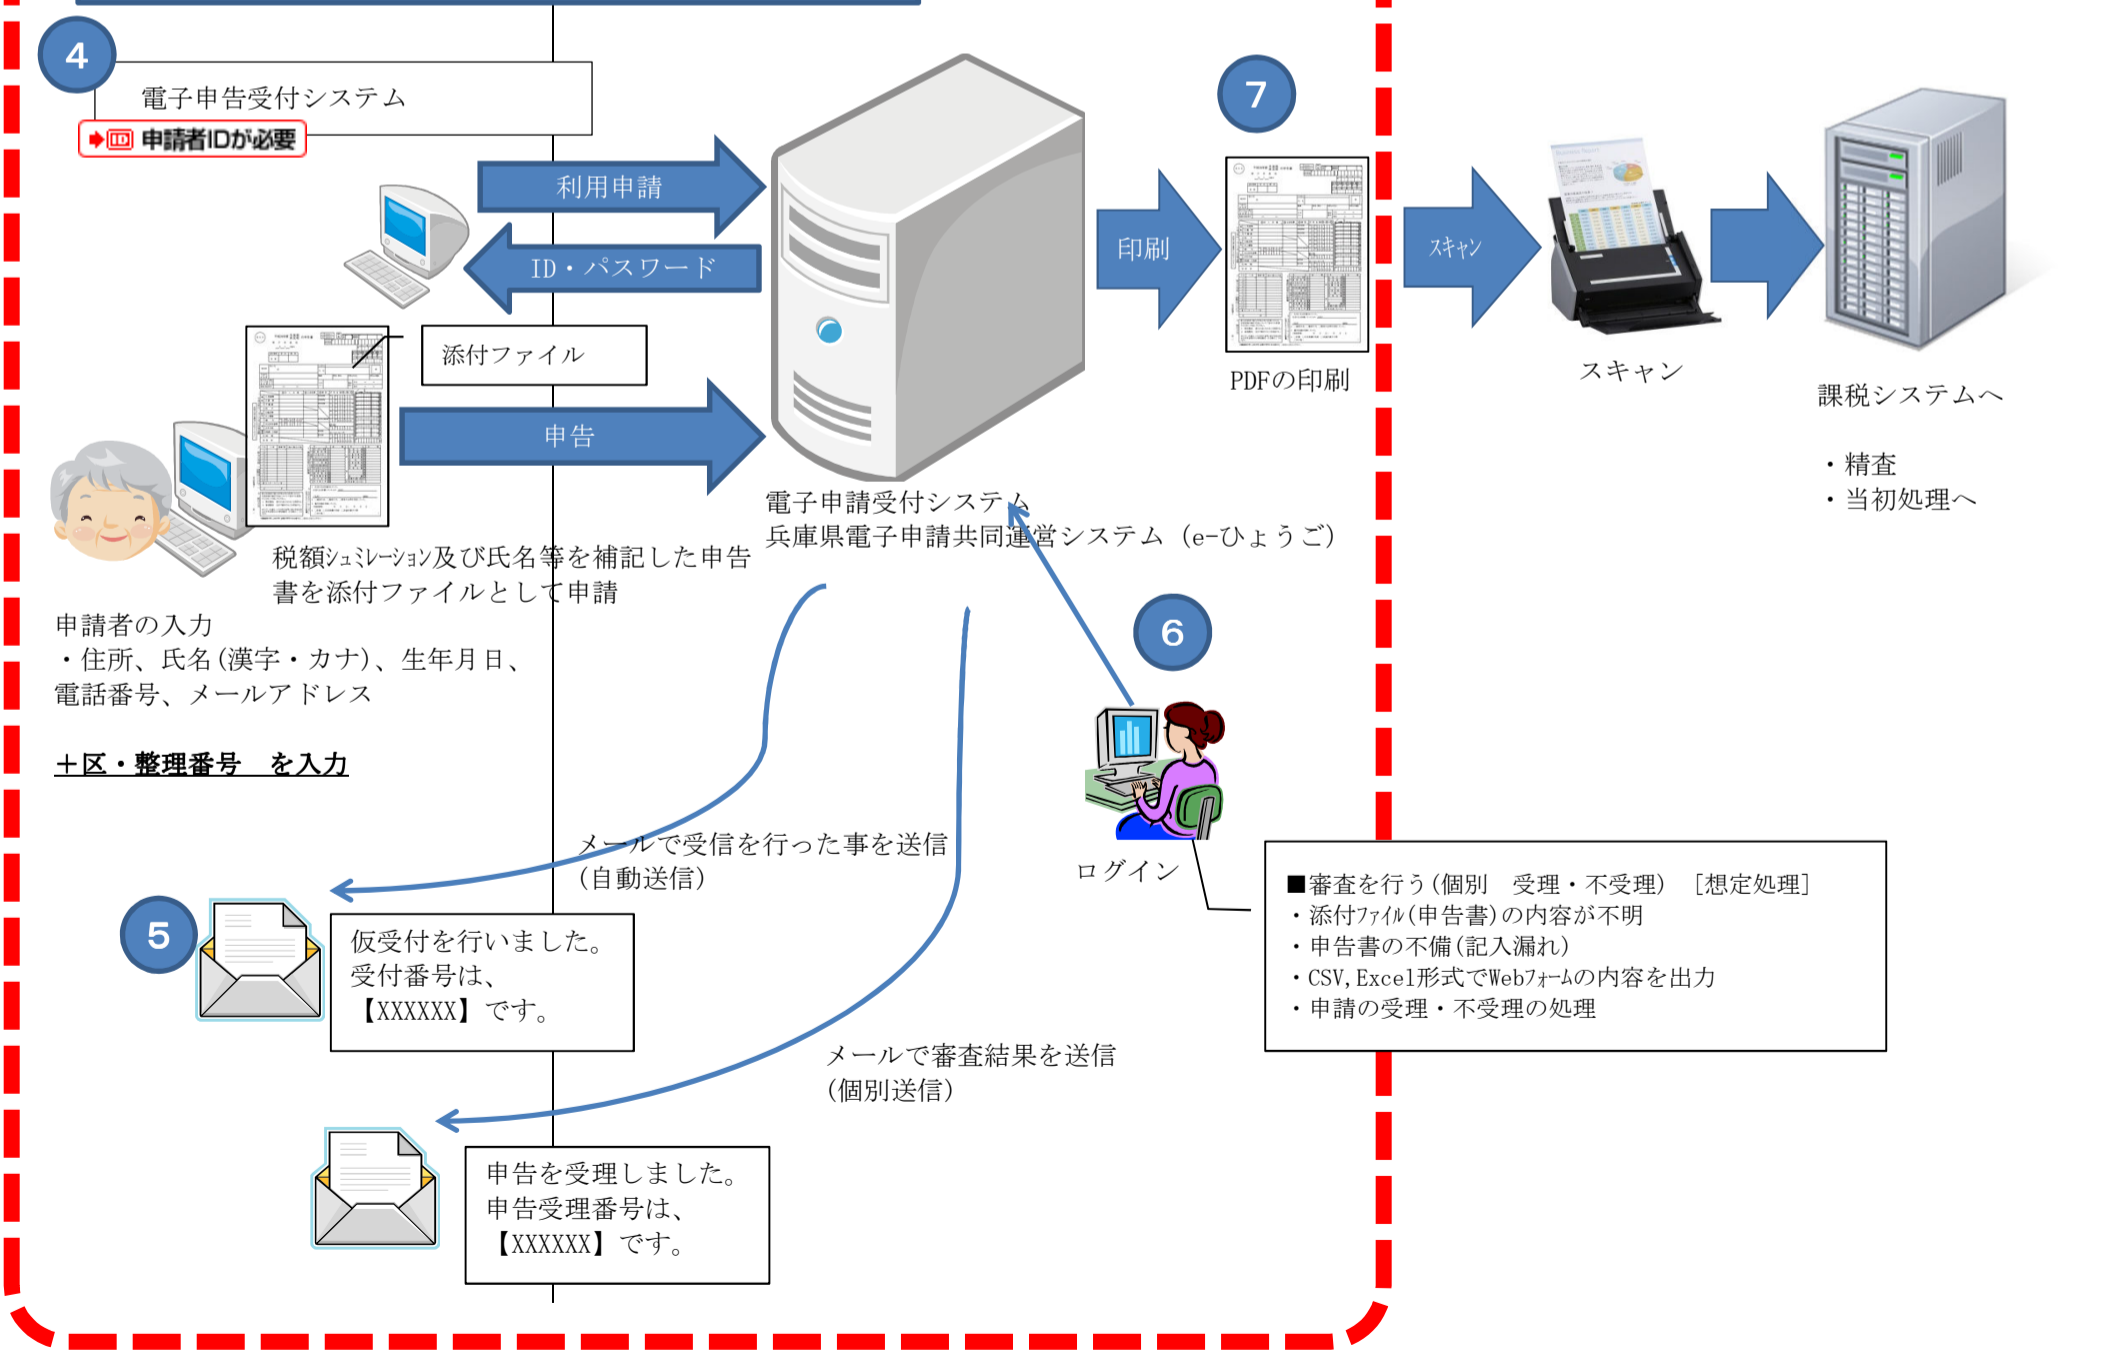 4
電子申告受付システム
ID 申請者IDが必要
利用申請
ID・パスワード
添付ファイル
申告
税額ｼｭﾐﾚｰｼｮﾝ及び氏名等を補記した申告
書を添付ファイルとして申請
申請者の入力
・住所、氏名(漢字・カナ)、生年月日、
電話番号、メールアドレス
＋区・整理番号　を入力
電子申請受付システム
兵庫県電子申請共同運営システム（e-ひょうご）
印刷
7
PDFの印刷
ｽｷｬﾝ
スキャン
課税システムへ
・精査
・当初処理へ
6
ログイン
■審査を行う(個別　受理・不受理)　[想定処理]
・添付ﾌｧｲﾙ(申告書)の内容が不明
・申告書の不備(記入漏れ)
・CSV,Excel形式でWebﾌｫｰﾑの内容を出力
・申請の受理・不受理の処理
メールで受信を行った事を送信
(自動送信)
5
仮受付を行いました。
受付番号は、
【XXXXXX】です。
メールで審査結果を送信
(個別送信)
申告を受理しました。
申告受理番号は、
【XXXXXX】です。